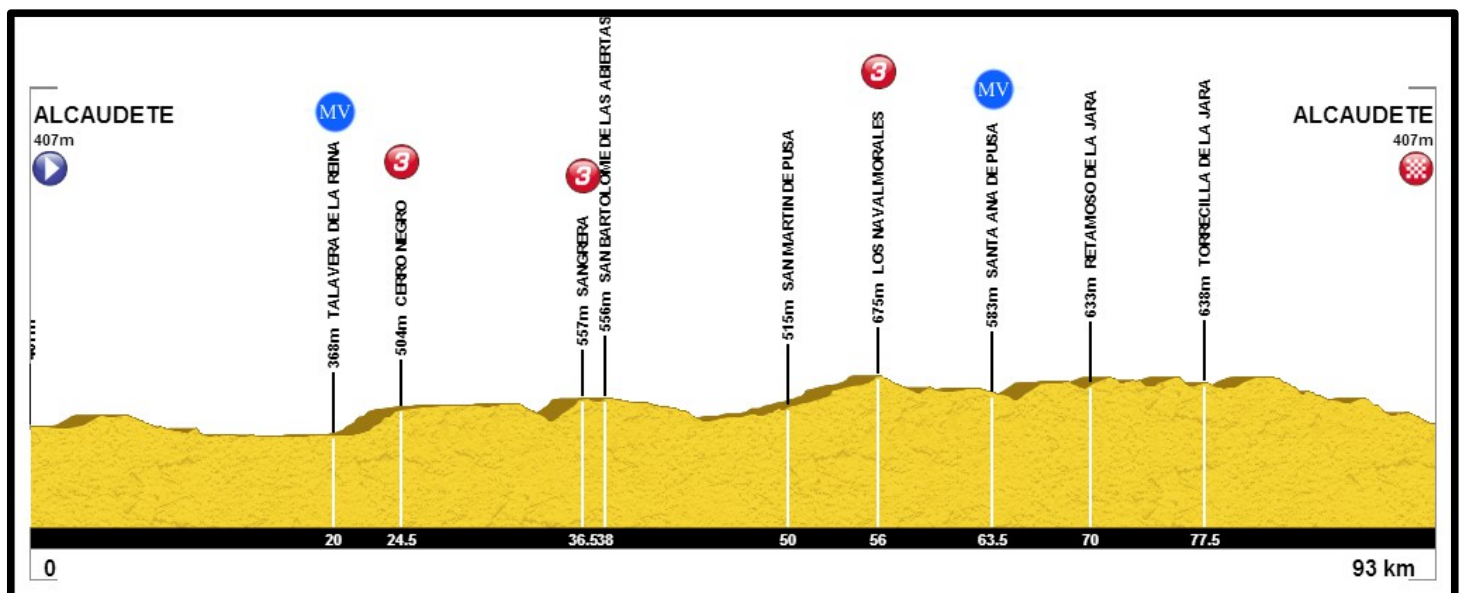 ALCAUDETE
407m
MV
3
3
3
MV
ALCAUDETE
407m
368m TALAVERA DE LA REINA
504m CERRO NEGRO
557m SANGRERA
556m SAN BARTOLOME DE LAS ABIERTAS
515m SAN MARTIN DE PUSA
675m LOS NAVALMORALES
583m SANTA ANA DE PUSA
633m RETAMOSO DE LA JARA
638m TORRECILLA DE LA JARA
20 24.5 36.538 50 56 63.5 70 77.5
0 93 km